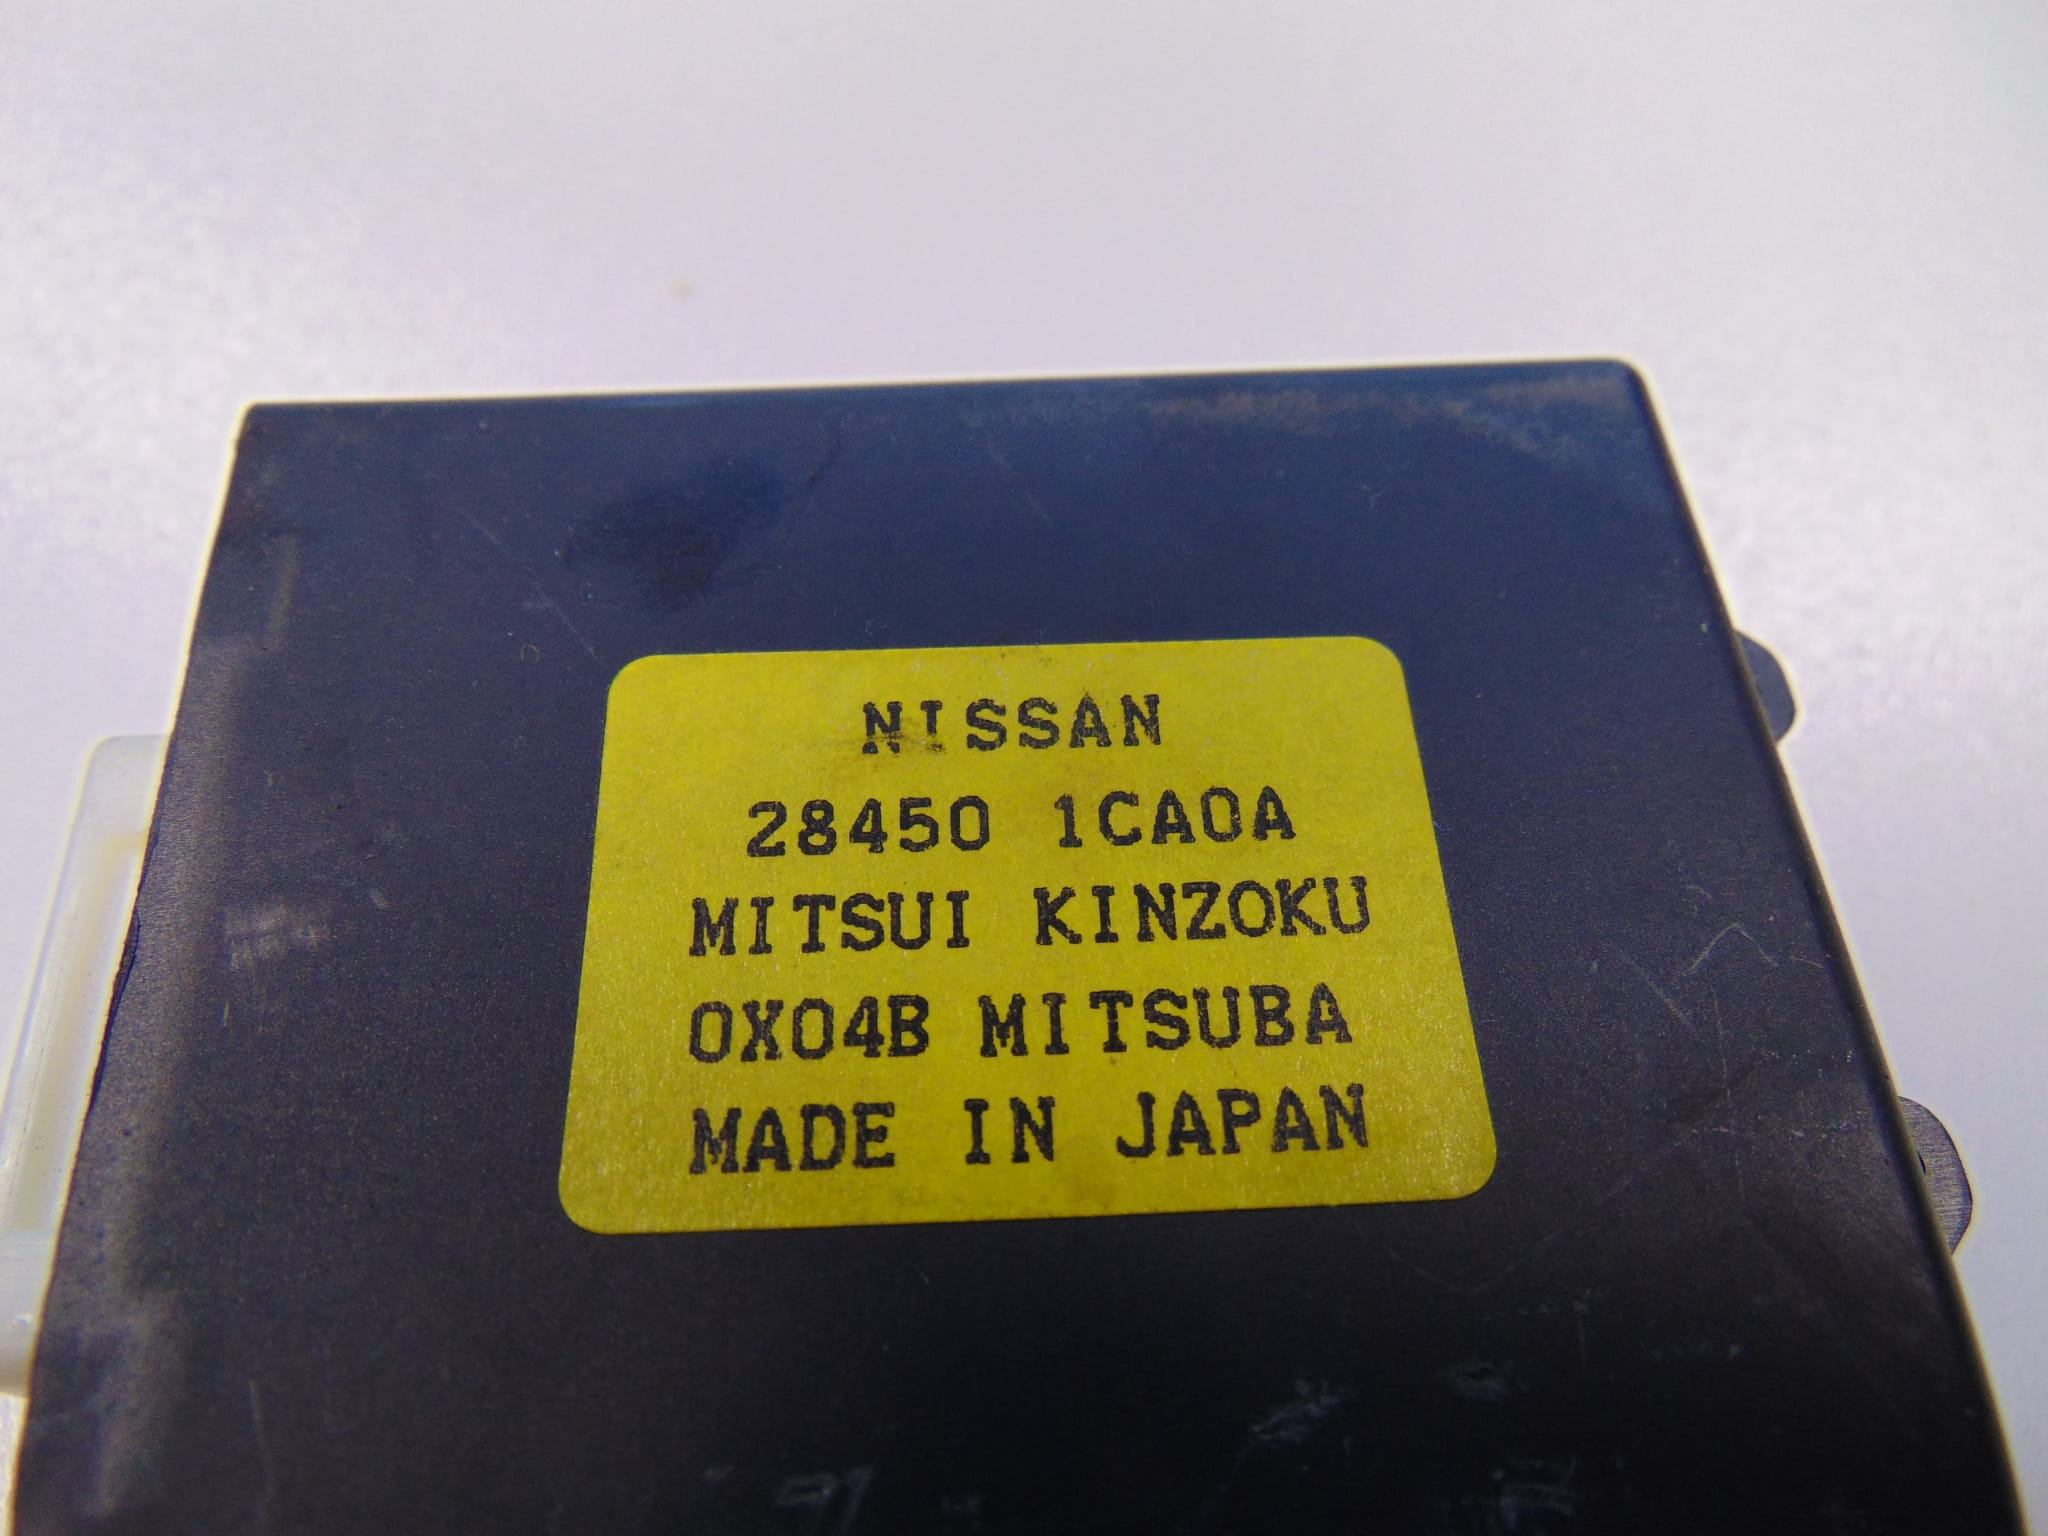 NISSAN
28450 1CA0A
MITSUI KINZOKU
0X04B MITSUBA
MADE IN JAPAN